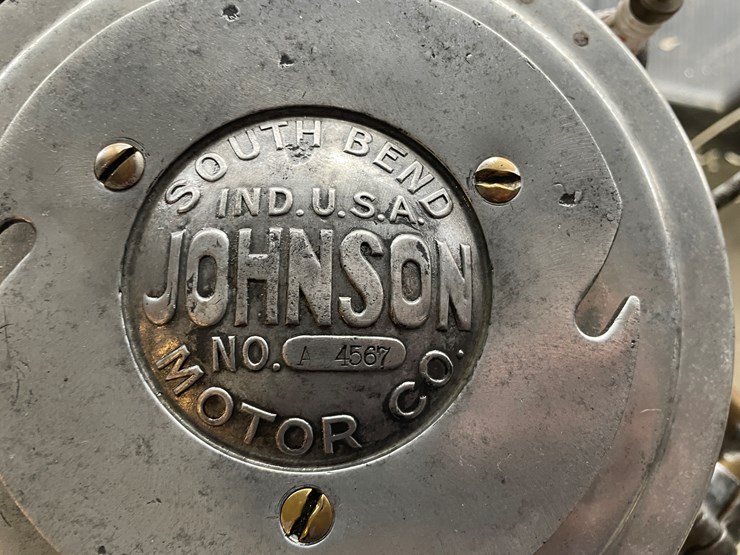 SOUTH BEND
IND. U.S.A.
JOHNSON
NO. A 4567
MOTOR CO.